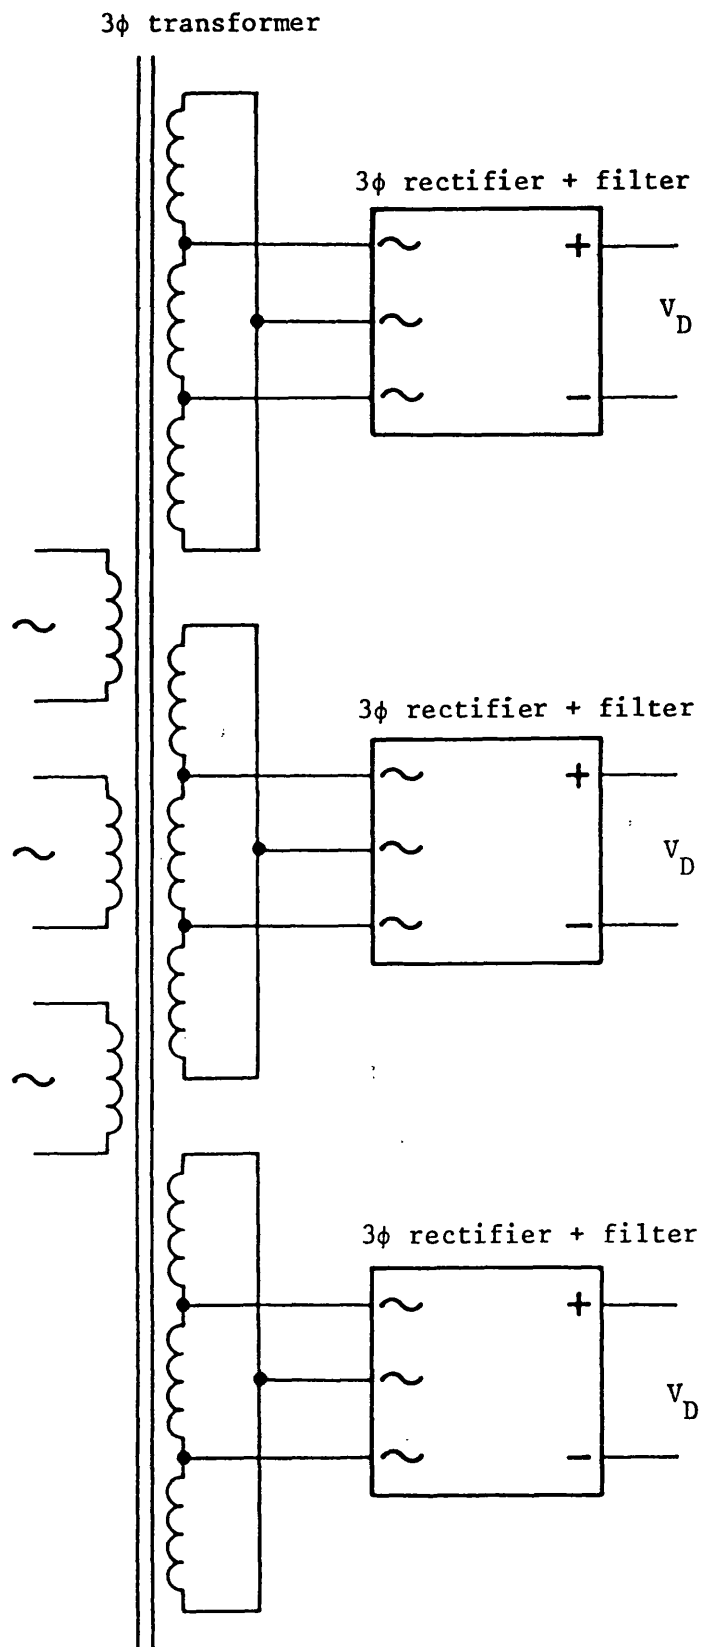 3ϕ transformer
3ϕ rectifier + filter
∼ +
∼ V_D
∼ −
∼
3ϕ rectifier + filter
∼ +
∼ ∼ V_D
∼ −
∼
3ϕ rectifier + filter
∼ +
∼ V_D
∼ −